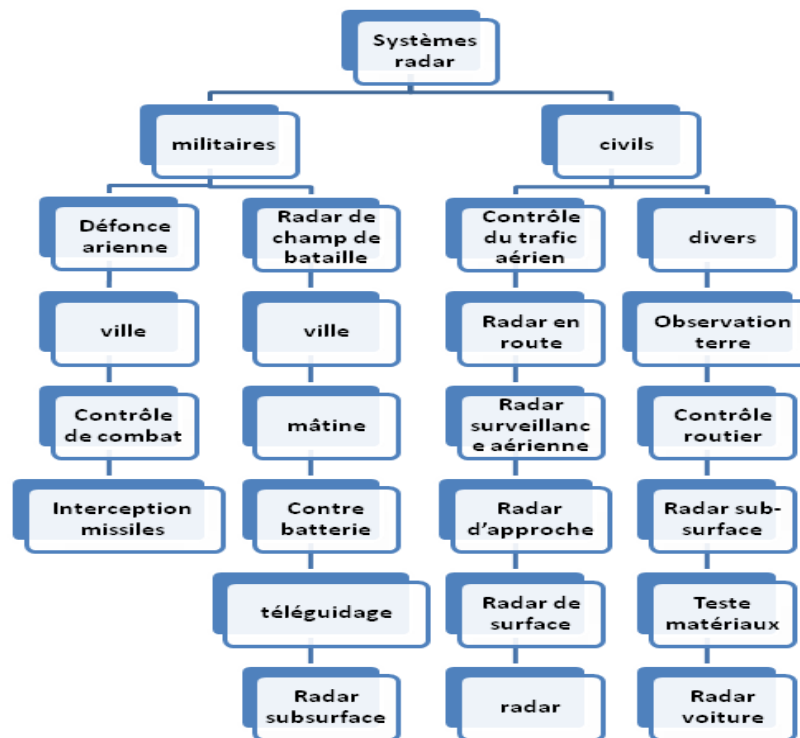 Systèmes
radar
militaires
civils
Défonce
arienne
Radar de
champ de
bataille
Contrôle
du trafic
aérien
divers
ville
ville
Radar en
route
Observation
terre
Contrôle
de combat
mâtine
Radar
surveillanc
e aérienne
Contrôle
routier
Interception
missiles
Contre
batterie
Radar
d'approche
Radar sub-
surface
téléguidage
Radar de
surface
Teste
matériaux
Radar
subsurface
radar
Radar
voiture